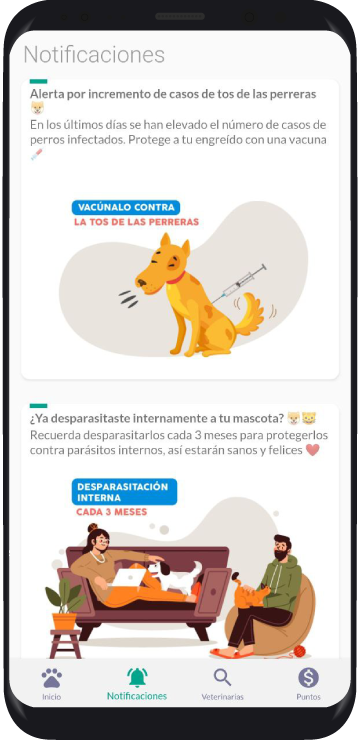 Notificaciones
Alerta por incremento de casos de tos de las perreras
🐶
En los últimos días se han elevado el número de casos de
perros infectados. Protege a tu engreído con una vacuna
💉
VACÚNALO CONTRA
LA TOS DE LAS PERRERAS
¿Ya desparasitaste internamente a tu mascota? 🐶🐱
Recuerda desparasitarlos cada 3 meses para protegerlos
contra parásitos internos, así estarán sanos y felices ❤️
DESPARASITACIÓN
INTERNA
CADA 3 MESES
Inicio
Notificaciones
Veterinarias
Puntos